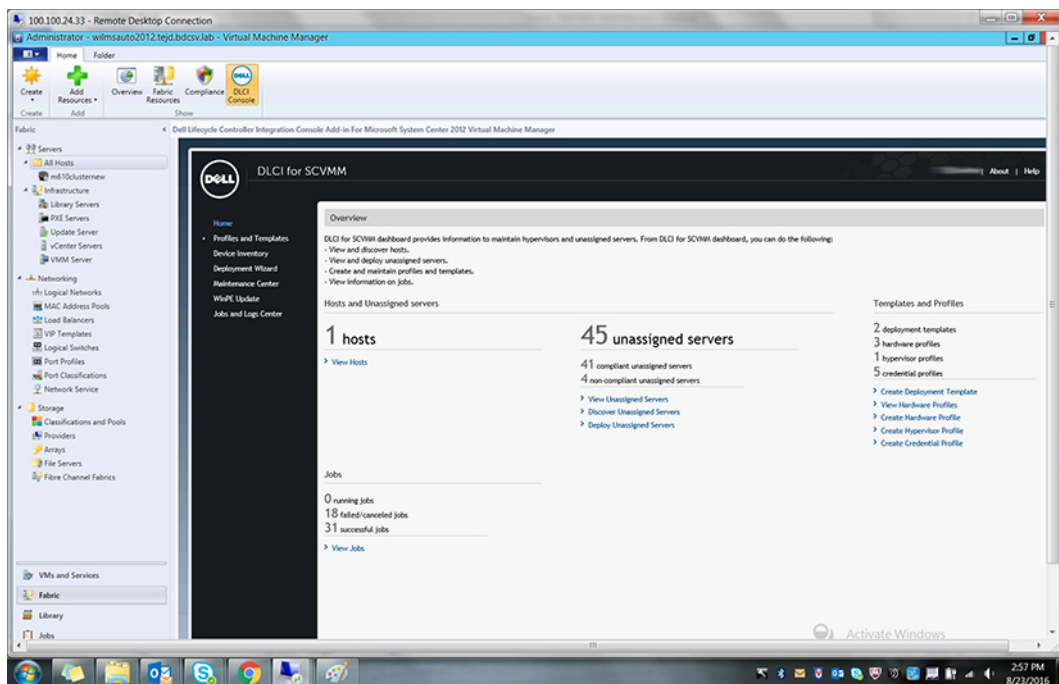 100.100.24.33 - Remote Desktop Connection
Administrator - wilmsauto2012.tejd.bdcsv.lab - Virtual Machine Manager
Home Folder
Create
Add Resources
Overview
Fabric Resources
Compliance
DELL
DLCI Console
Create Add Show
Fabric
Dell Lifecycle Controller Integration Console Add-in For Microsoft System Center 2012 Virtual Machine Manager
Servers
All Hosts
m610clusternew
Infrastructure
Library Servers
PXE Servers
Update Server
vCenter Servers
VMM Server
Networking
Logical Networks
MAC Address Pools
Load Balancers
VIP Templates
Logical Switches
Port Profiles
Port Classifications
Network Service
Storage
Classifications and Pools
Providers
Arrays
File Servers
Fibre Channel Fabrics
VMs and Services
Fabric
Library
Jobs
DELL
DLCI for SCVMM
About | Help
Home
Profiles and Templates
Device Inventory
Deployment Wizard
Maintenance Center
WinPE Update
Jobs and Logs Center
Overview
DLCI for SCVMM dashboard provides information to maintain hypervisors and unassigned servers. From DLCI for SCVMM dashboard, you can do the following:
- View and discover hosts.
- View and deploy unassigned servers.
- Create and maintain profiles and templates.
- View information on jobs.
Hosts and Unassigned servers
1 hosts
View Hosts
45 unassigned servers
41 compliant unassigned servers
4 non-compliant unassigned servers
View Unassigned Servers
Discover Unassigned Servers
Deploy Unassigned Servers
Templates and Profiles
2 deployment templates
3 hardware profiles
1 hypervisor profiles
5 credential profiles
Create Deployment Template
View Hardware Profiles
Create Hardware Profile
Create Hypervisor Profile
Create Credential Profile
Jobs
0 running jobs
18 failed/canceled jobs
31 successful jobs
View Jobs
Activate Windows
2:57 PM
8/23/2016